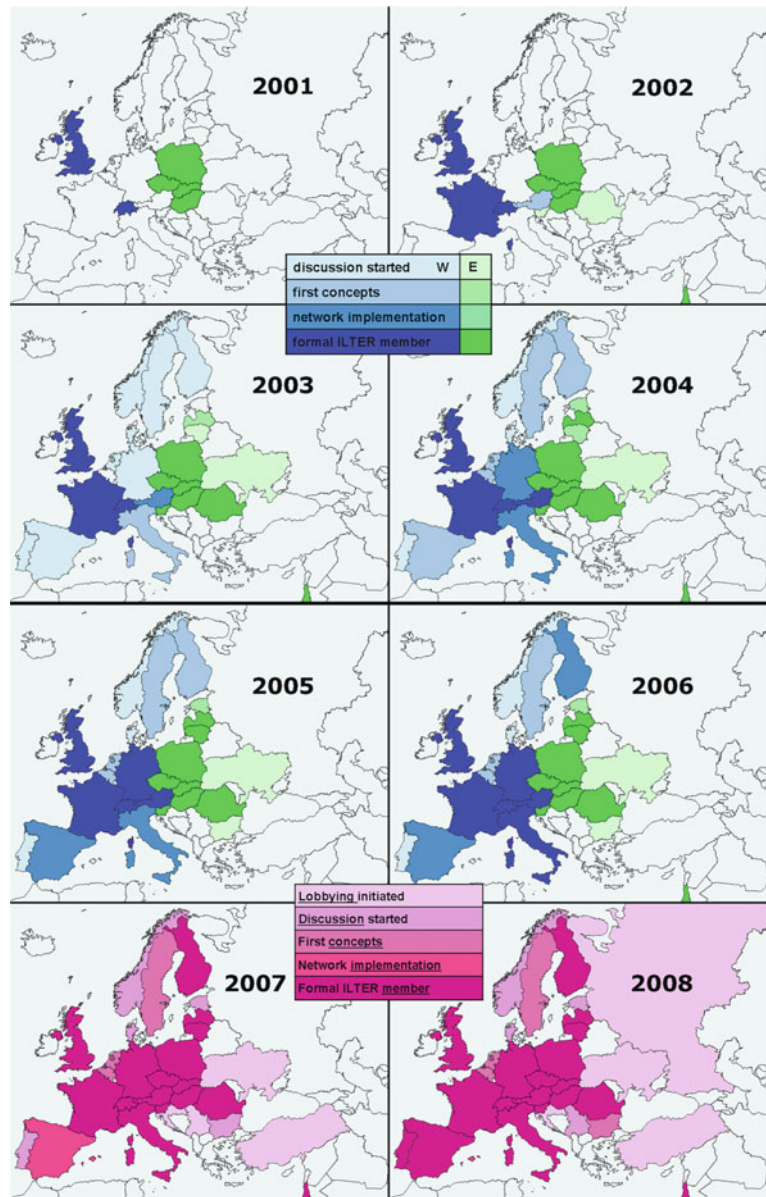 2001
2002
discussion started W E
first concepts
network implementation
formal ILTER member
2003
2004
2005
2006
Lobbying initiated
Discussion started
First concepts
Network implementation
Formal ILTER member
2007
2008